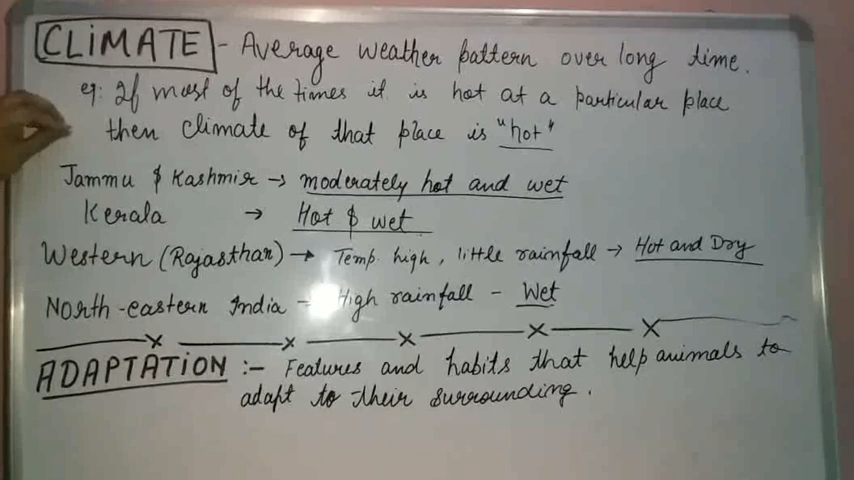 CLIMATE - Average weather pattern over long time.
eg: If most of the times it is hot at a particular place
then climate of that place is "hot"
Jammu & Kashmir → moderately hot and wet
Kerala → Hot & wet
Western (Rajasthan) → Temp. high, little rainfall → Hot and Dry
North-eastern India - High rainfall - Wet
ADAPTATION :- Features and habits that help animals to
adapt to their surrounding.